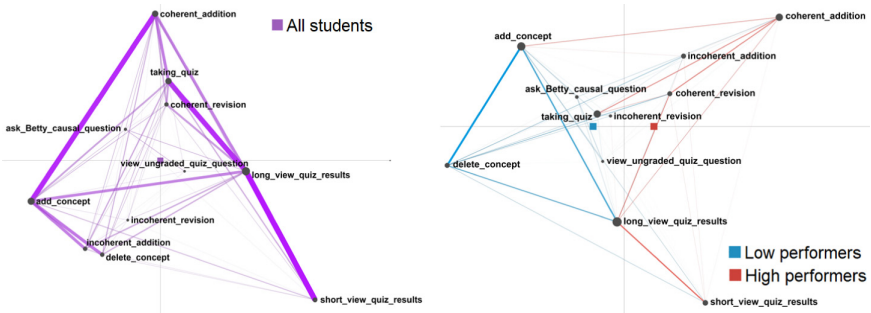 coherent_addition
All students
taking_quiz
coherent_revision
ask_Betty_causal_question
view_ungraded_quiz_question
long_view_quiz_results
add_concept
incoherent_revision
incoherent_addition
delete_concept
short_view_quiz_results
coherent_addition
add_concept
incoherent_addition
ask_Betty_causal_question
coherent_revision
taking_quiz
incoherent_revision
delete_concept
view_ungraded_quiz_question
long_view_quiz_results
Low performers
High performers
short_view_quiz_results